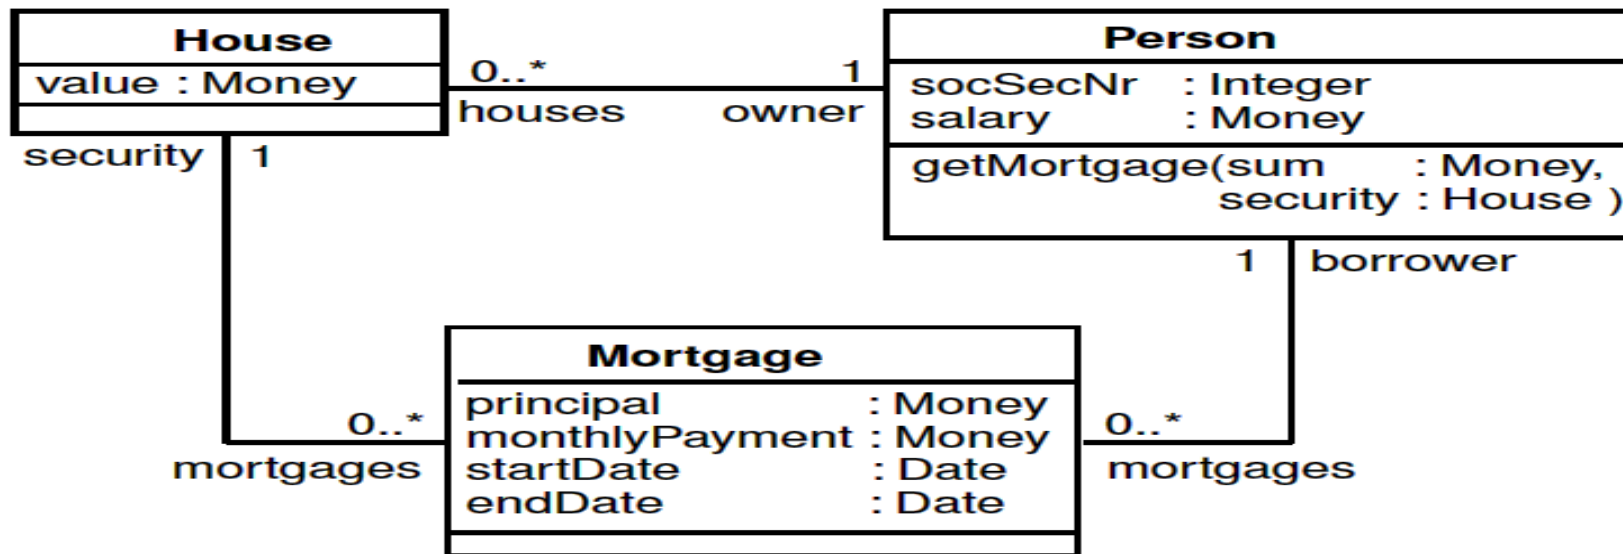 House
value : Money
0..*
houses
1
owner
Person
socSecNr : Integer
salary : Money
getMortgage(sum : Money,
security : House )
security
1
1
borrower
Mortgage
principal : Money
monthlyPayment : Money
startDate : Date
endDate : Date
0..*
mortgages
0..*
mortgages